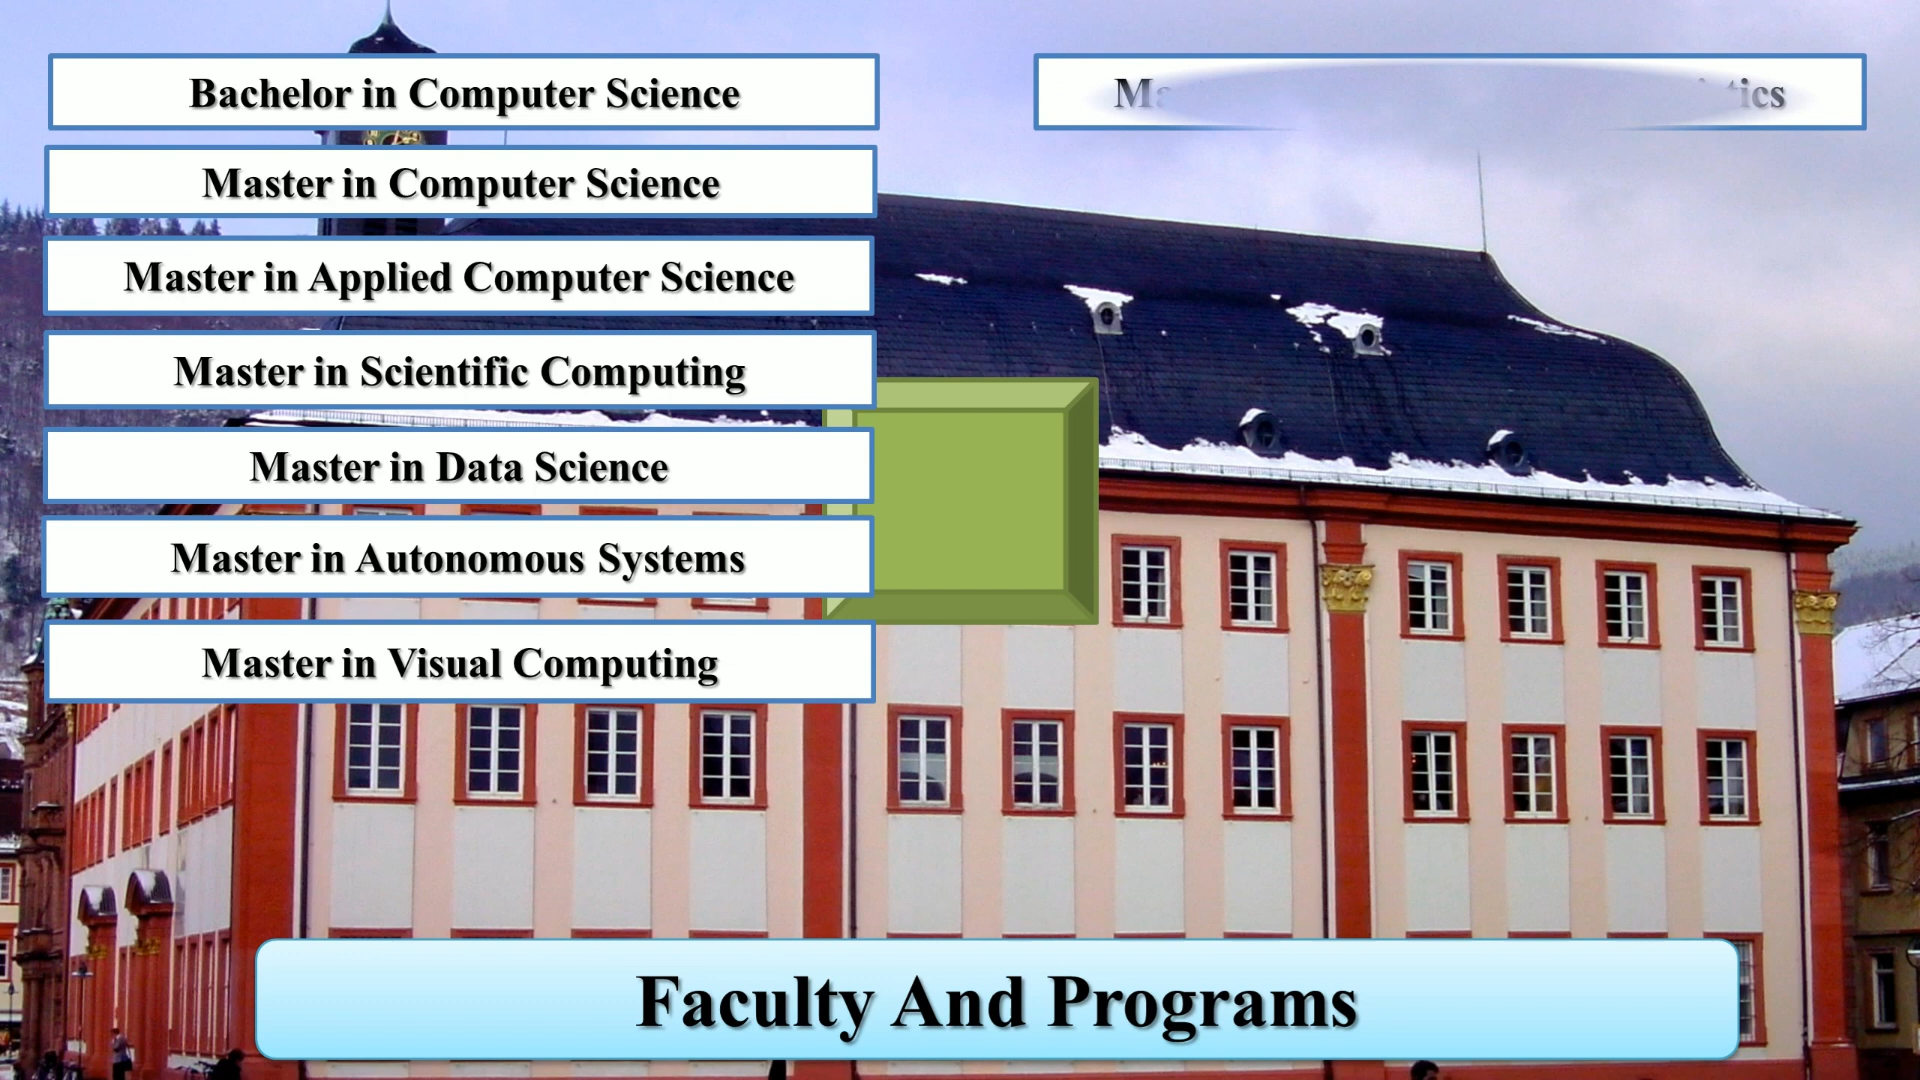 Bachelor in Computer Science
Master in Computer Science
Master in Applied Computer Science
Master in Scientific Computing
Master in Data Science
Master in Autonomous Systems
Master in Visual Computing
Faculty And Programs